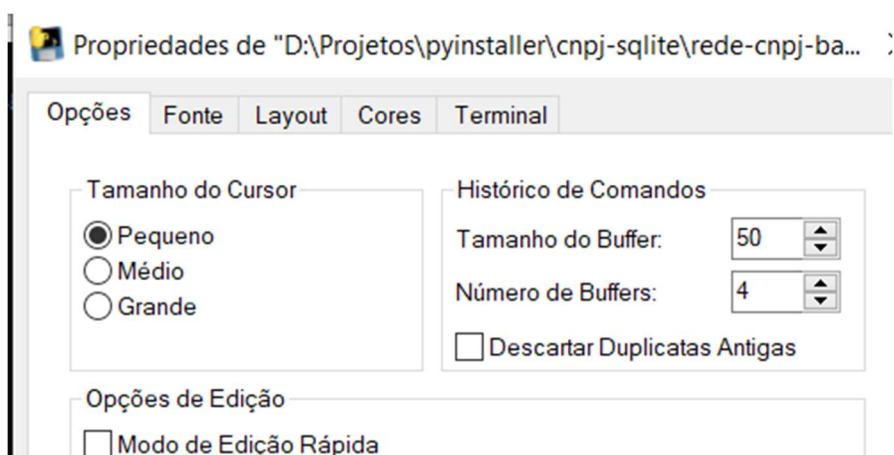 Propriedades de "D:\Projetos\pyinstaller\cnpj-sqlite\rede-cnpj-ba...
Opções Fonte Layout Cores Terminal
Tamanho do Cursor
Pequeno
Médio
Grande
Histórico de Comandos
Tamanho do Buffer: 50
Número de Buffers: 4
Descartar Duplicatas Antigas
Opções de Edição
Modo de Edição Rápida